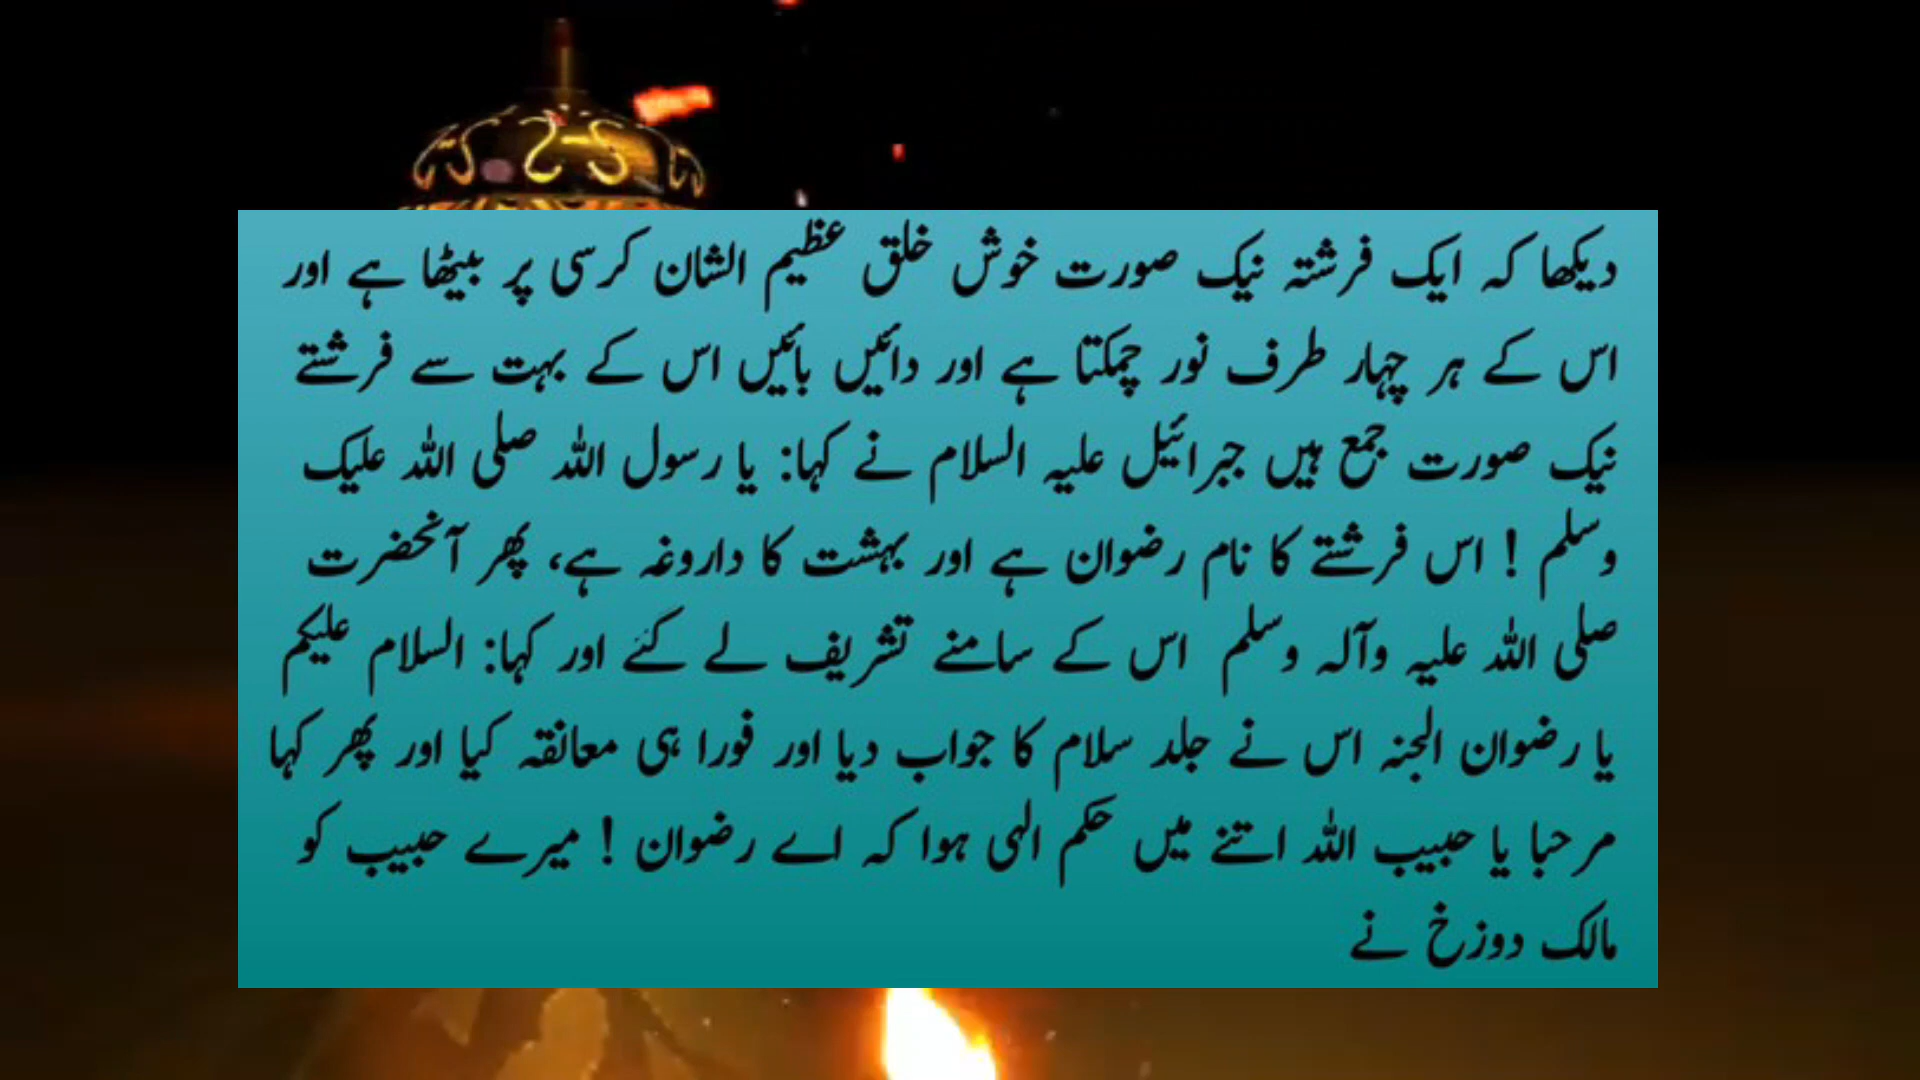 دیکھا کہ ایک فرشتہ نیک صورت خوش خلق عظیم الشان کرسی پر بیٹھا ہے اور
اس کے ہر چہار طرف نور چمکتا ہے اور دائیں بائیں اس کے بہت سے فرشتے
نیک صورت جمع ہیں جبرائیل علیہ السلام نے کہا: یا رسول اللہ صلی اللہ علیک
وسلم ! اس فرشتے کا نام رضوان ہے اور بہشت کا داروغہ ہے، پھر آنحضرت
صلی اللہ علیہ وآلہ وسلم اس کے سامنے تشریف لے گئے اور کہا: السلام علیکم
یا رضوان الجنہ اس نے جلد سلام کا جواب دیا اور فورا ہی معانقہ کیا اور پھر کہا
مرحبا یا حبیب اللہ اتنے میں حکم الہی ہوا کہ اے رضوان ! میرے حبیب کو
مالک دوزخ نے